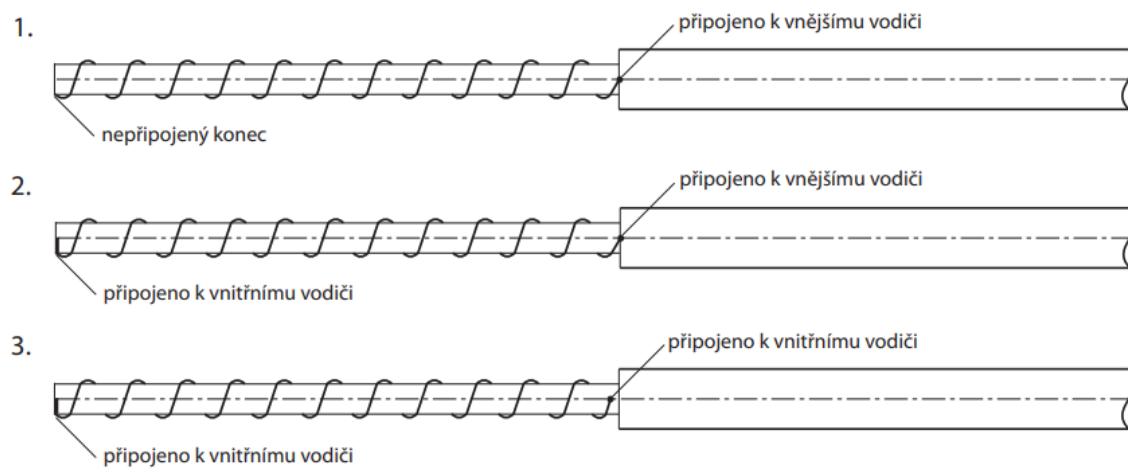 1.
připojeno k vnějšímu vodiči
nepřipojený konec
2.
připojeno k vnějšímu vodiči
připojeno k vnitřnímu vodiči
3.
připojeno k vnitřnímu vodiči
připojeno k vnitřnímu vodiči